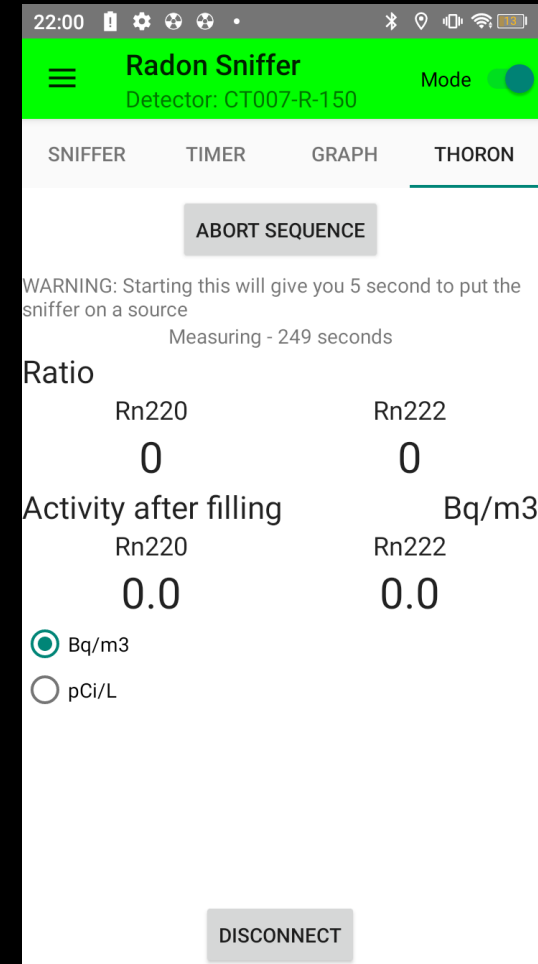 22:00
13
Radon Sniffer
Detector: CT007-R-150
Mode
SNIFFER TIMER GRAPH THORON
ABORT SEQUENCE
WARNING: Starting this will give you 5 second to put the
sniffer on a source
Measuring - 249 seconds
Ratio
Rn220 Rn222
0 0
Activity after filling Bq/m3
Rn220 Rn222
0.0 0.0
Bq/m3
pCi/L
DISCONNECT